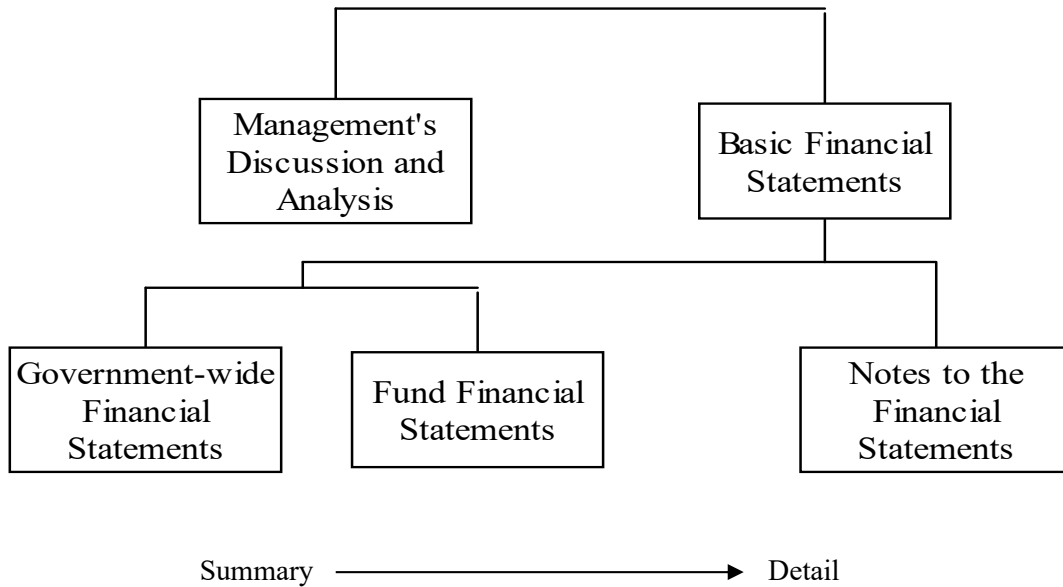 Management's
Discussion and
Analysis
Basic Financial
Statements
Government-wide
Financial
Statements
Fund Financial
Statements
Notes to the
Financial
Statements
Summary
Detail